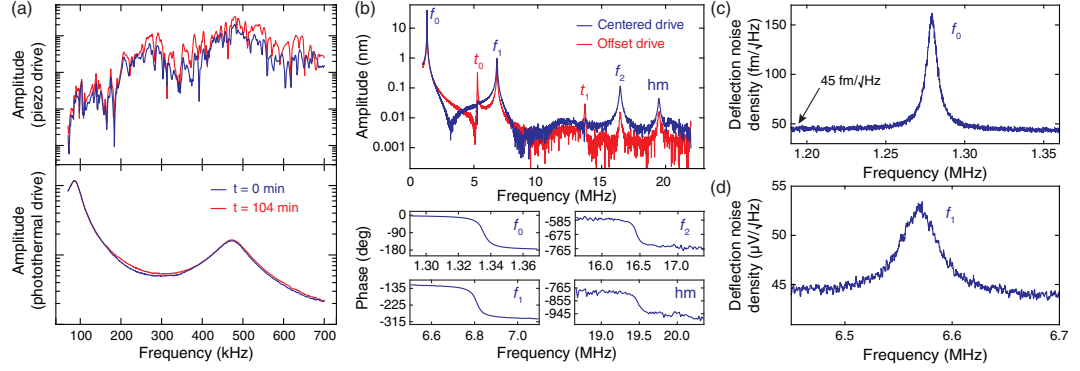 (a)
Amplitude
(piezo drive)
Amplitude
(photothermal drive)
t = 0 min
t = 104 min
100 200 300 400 500 600 700
Frequency (kHz)
(b)
f0
t0
f1
Centered drive
Offset drive
f2
hm
t1
Amplitude (nm)
10
1
0.1
0.01
0.001
0 5 10 15 20
Frequency (MHz)
Phase (deg)
0
-90
-180
f0
1.30 1.32 1.34 1.36
-585
-675
-765
f2
16.0 16.5 17.0
-135
-225
-315
f1
6.6 6.8 7.0
-765
-855
-945
hm
19.0 19.5 20.0
Frequency (MHz)
(c)
Deflection noise
density (fm/√Hz)
150
100
50
f0
45 fm/√Hz
1.20 1.25 1.30 1.35
Frequency (MHz)
(d)
Deflection noise
density (µV/√Hz)
55
50
45
f1
6.5 6.6 6.7
Frequency (MHz)